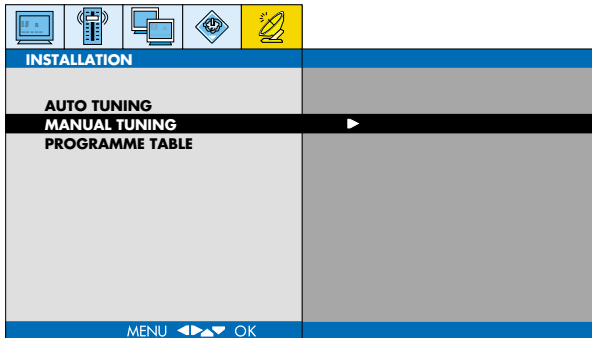 INSTALLATION
AUTO TUNING
MANUAL TUNING
PROGRAMME TABLE
MENU OK